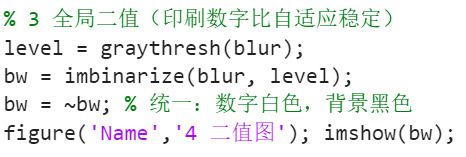 % 3 全局二值（印刷数字比自适应稳定）
level = graythresh(blur);
bw = imbinarize(blur, level);
bw = ~bw; % 统一：数字白色，背景黑色
figure('Name','4 二值图'); imshow(bw);